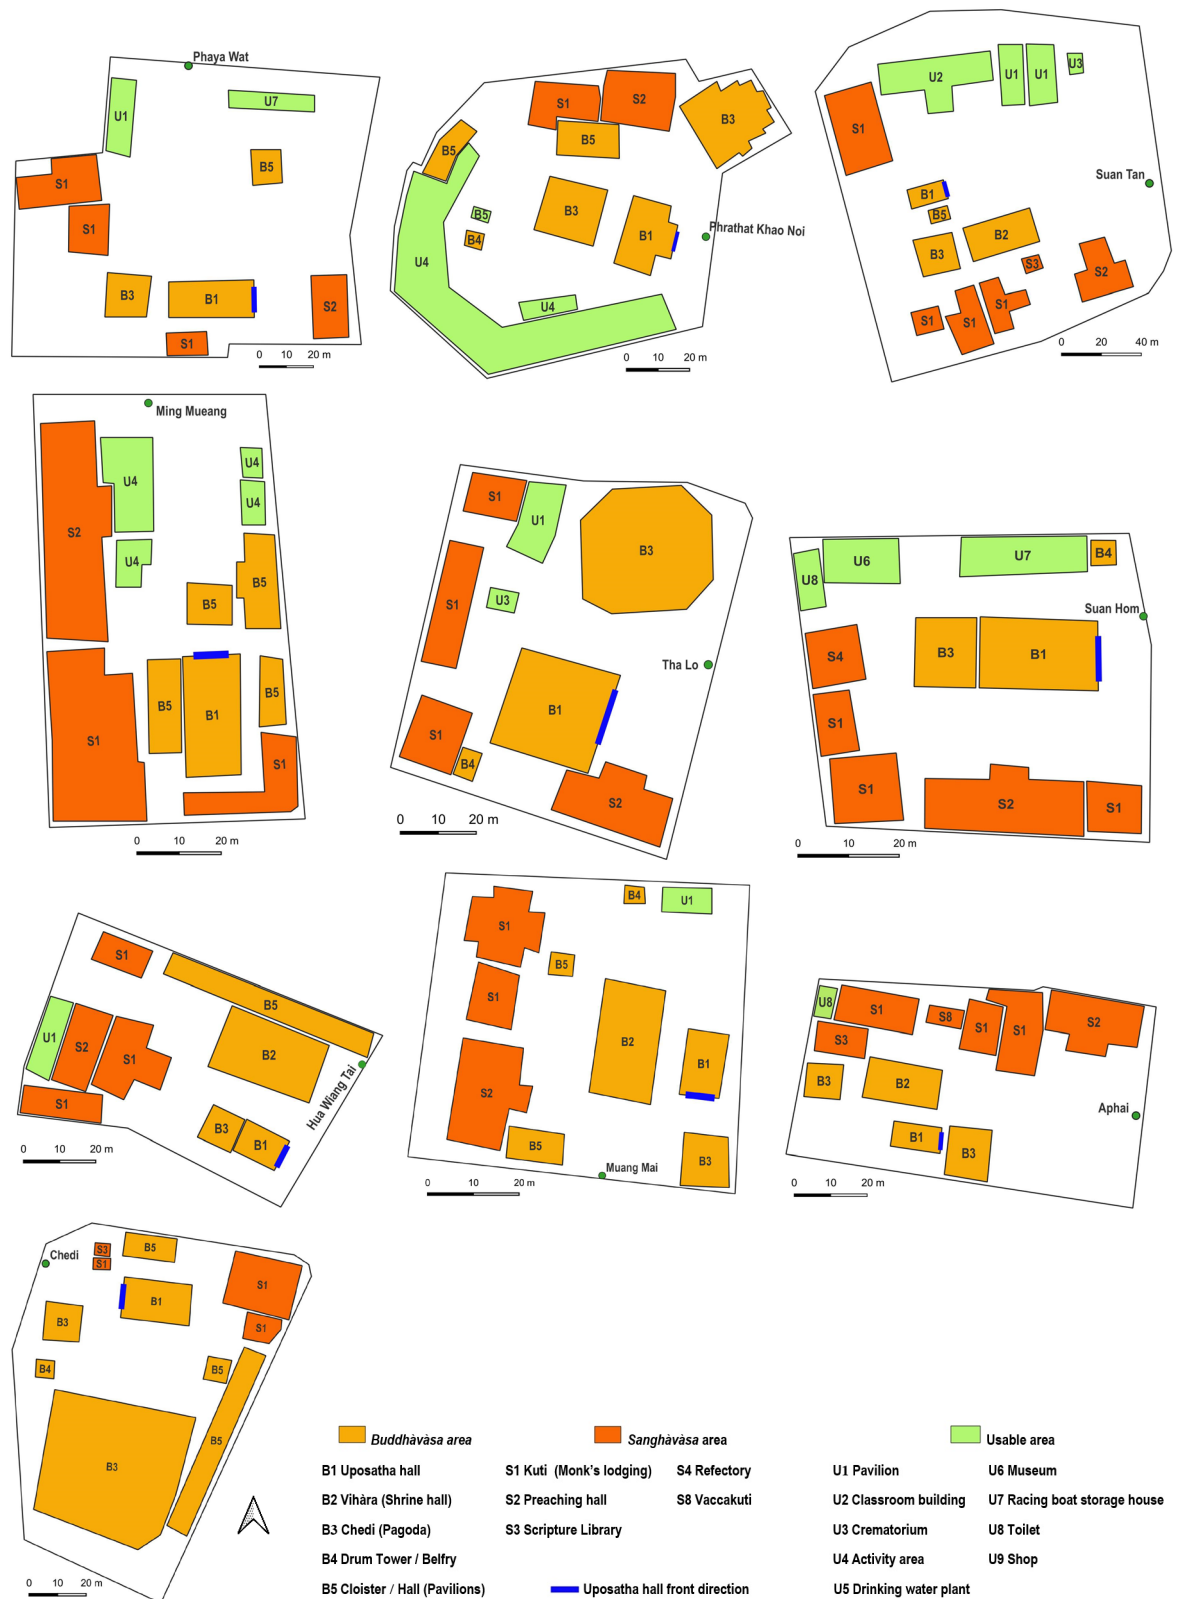 Phaya Wat
U1
U7
B5
S1
S1
B3
B1
S2
S1
0 10 20 m
S1
S2
B3
B5
B5
B3
B5
B4
B1
Phrathat Khao Noi
U4
U4
0 10 20 m
U2
U1
U1
U3
S1
Suan Tan
B1
B5
B2
B3
S3
S2
S1
S1
S1
0 20 40 m
Ming Mueang
U4
U4
S2
U4
U4
B5
B5
B5
B1
B5
S1
S1
0 10 20 m
S1
U1
B3
S1
U3
Tha Lo
B1
S1
B4
S2
0 10 20 m
U8
U6
U7
B4
Suan Hom
S4
B3
B1
S1
S1
S2
S1
0 10 20 m
S1
B5
U1
S2
S1
B2
S1
B3
B1
Hua Wiang Tai
0 10 20 m
B4
U1
S1
B5
S1
B2
B1
S2
B5
B3
Muang Mai
0 10 20 m
U8
S1
S8
S1
S1
S2
S3
B3
B2
Aphai
B1
B3
0 10 20 m
Chedi
S3
S1
B5
S1
B1
B3
S1
B4
B5
B5
B3
0 10 20 m
Buddhàvàsa area
B1 Uposatha hall
B2 Vihàra (Shrine hall)
B3 Chedi (Pagoda)
B4 Drum Tower / Belfry
B5 Cloister / Hall (Pavilions)
Sanghàvàsa area
S1 Kuti (Monk's lodging)
S2 Preaching hall
S3 Scripture Library
S4 Refectory
S8 Vaccakuti
Uposatha hall front direction
Usable area
U1 Pavilion
U2 Classroom building
U3 Crematorium
U4 Activity area
U5 Drinking water plant
U6 Museum
U7 Racing boat storage house
U8 Toilet
U9 Shop